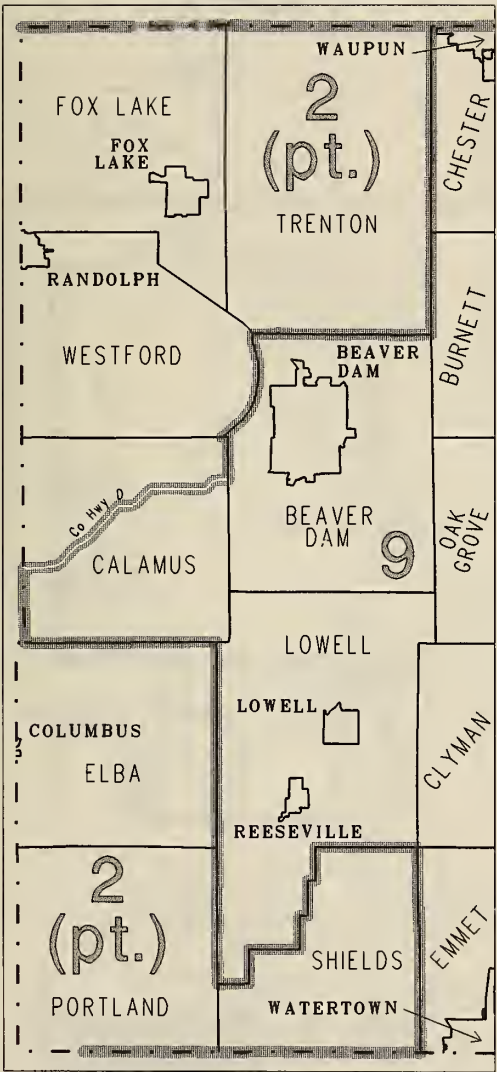 WAUPUN
2
(pt.)
FOX LAKE
CHESTER
FOX
LAKE
TRENTON
RANDOLPH
BURNETT
WESTFORD
BEAVER
DAM
Co Hwy D
BEAVER
DAM
9
OAK
GROVE
CALAMUS
LOWELL
LOWELL
CLYMAN
COLUMBUS
ELBA
REESEVILLE
2
(pt.)
PORTLAND
SHIELDS
EMMET
WATERTOWN